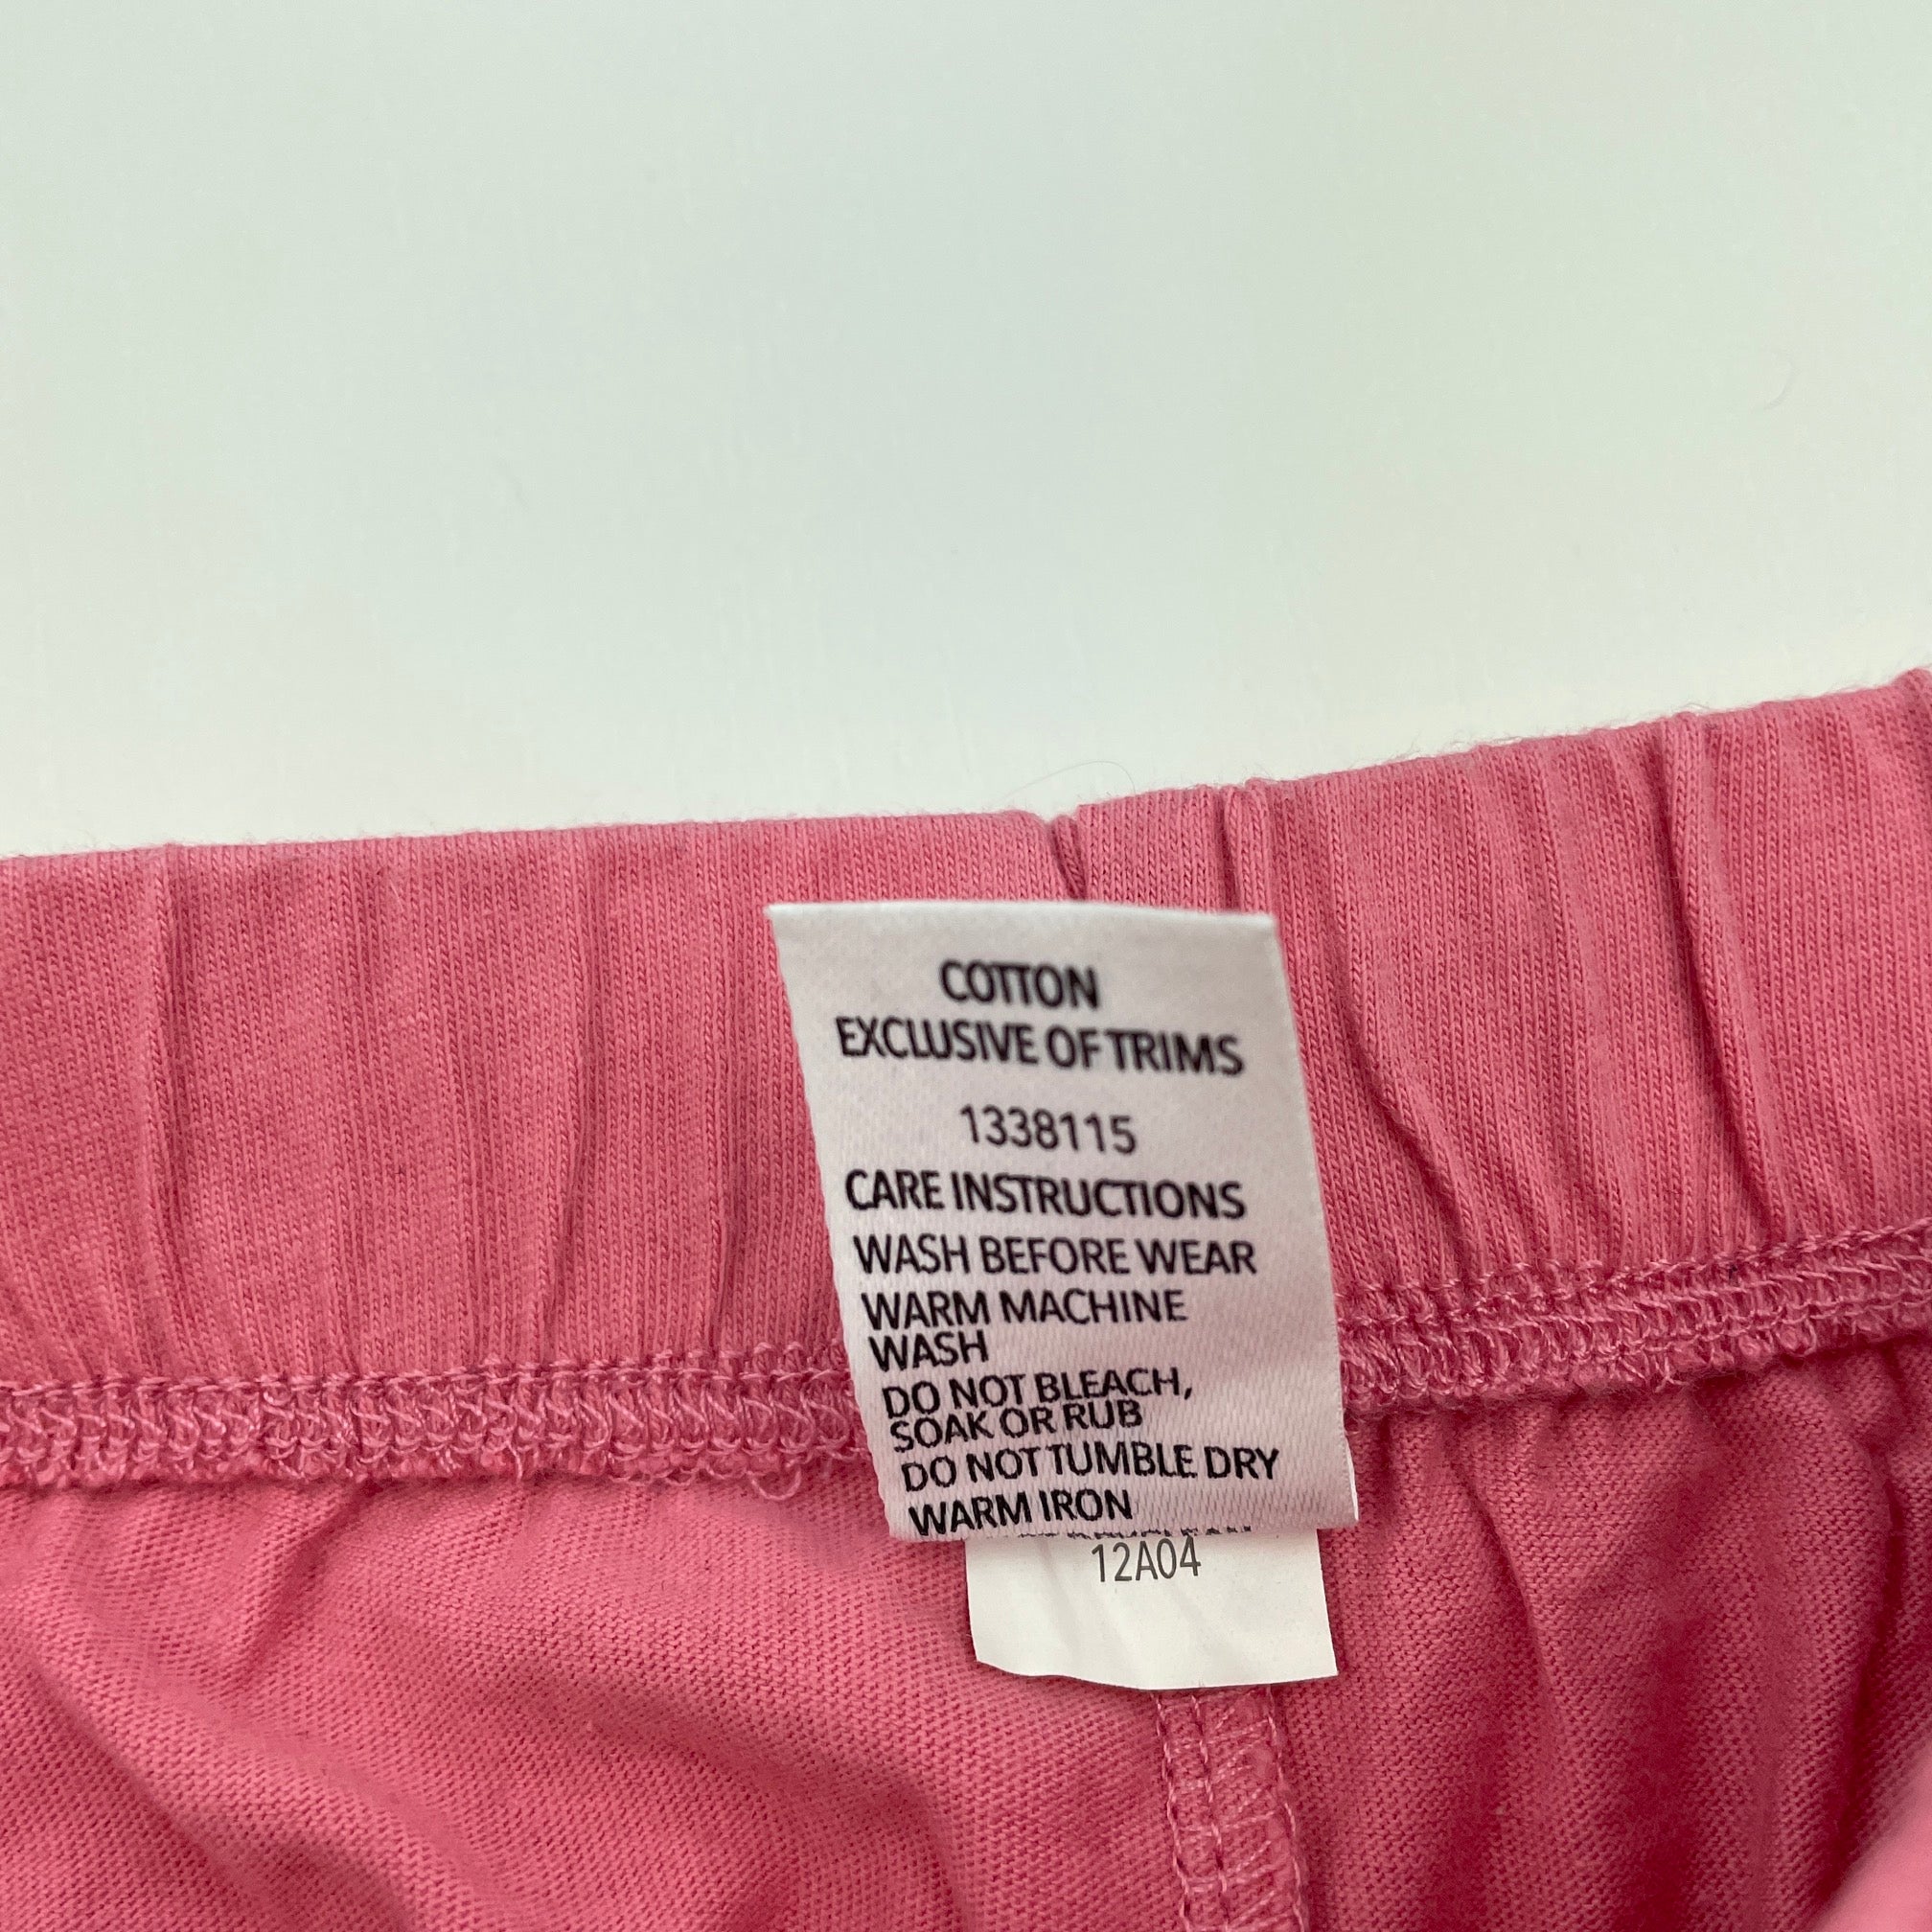 COTTON
EXCLUSIVE OF TRIMS
1338115
CARE INSTRUCTIONS
WASH BEFORE WEAR
WARM MACHINE
WASH
DO NOT BLEACH,
SOAK OR RUB
DO NOT TUMBLE DRY
WARM IRON
12A04